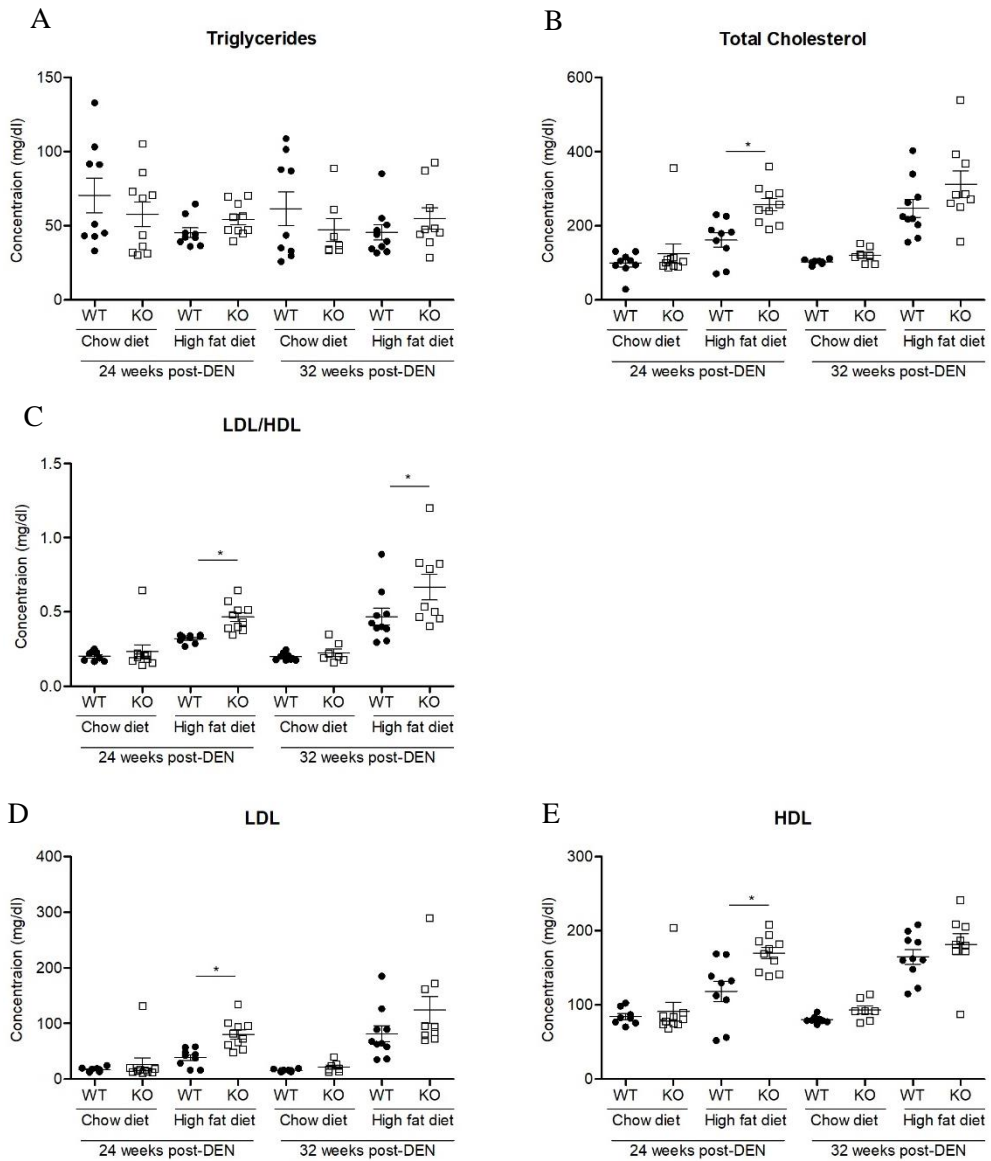 A
Triglycerides
Concentraion (mg/dl)
150
100
50
0
WT KO WT KO WT KO WT KO
Chow diet High fat diet Chow diet High fat diet
24 weeks post-DEN 32 weeks post-DEN
B
Total Cholesterol
Concentraion (mg/dl)
600
400
200
0
*
WT KO WT KO WT KO WT KO
Chow diet High fat diet Chow diet High fat diet
24 weeks post-DEN 32 weeks post-DEN
C
LDL/HDL
Concentraion (mg/dl)
1.5
1.0
0.5
0.0
* *
WT KO WT KO WT KO WT KO
Chow diet High fat diet Chow diet High fat diet
24 weeks post-DEN 32 weeks post-DEN
D
LDL
Concentraion (mg/dl)
400
300
200
100
0
*
WT KO WT KO WT KO WT KO
Chow diet High fat diet Chow diet High fat diet
24 weeks post-DEN 32 weeks post-DEN
E
HDL
Concentraion (mg/dl)
300
200
100
0
*
WT KO WT KO WT KO WT KO
Chow diet High fat diet Chow diet High fat diet
24 weeks post-DEN 32 weeks post-DEN